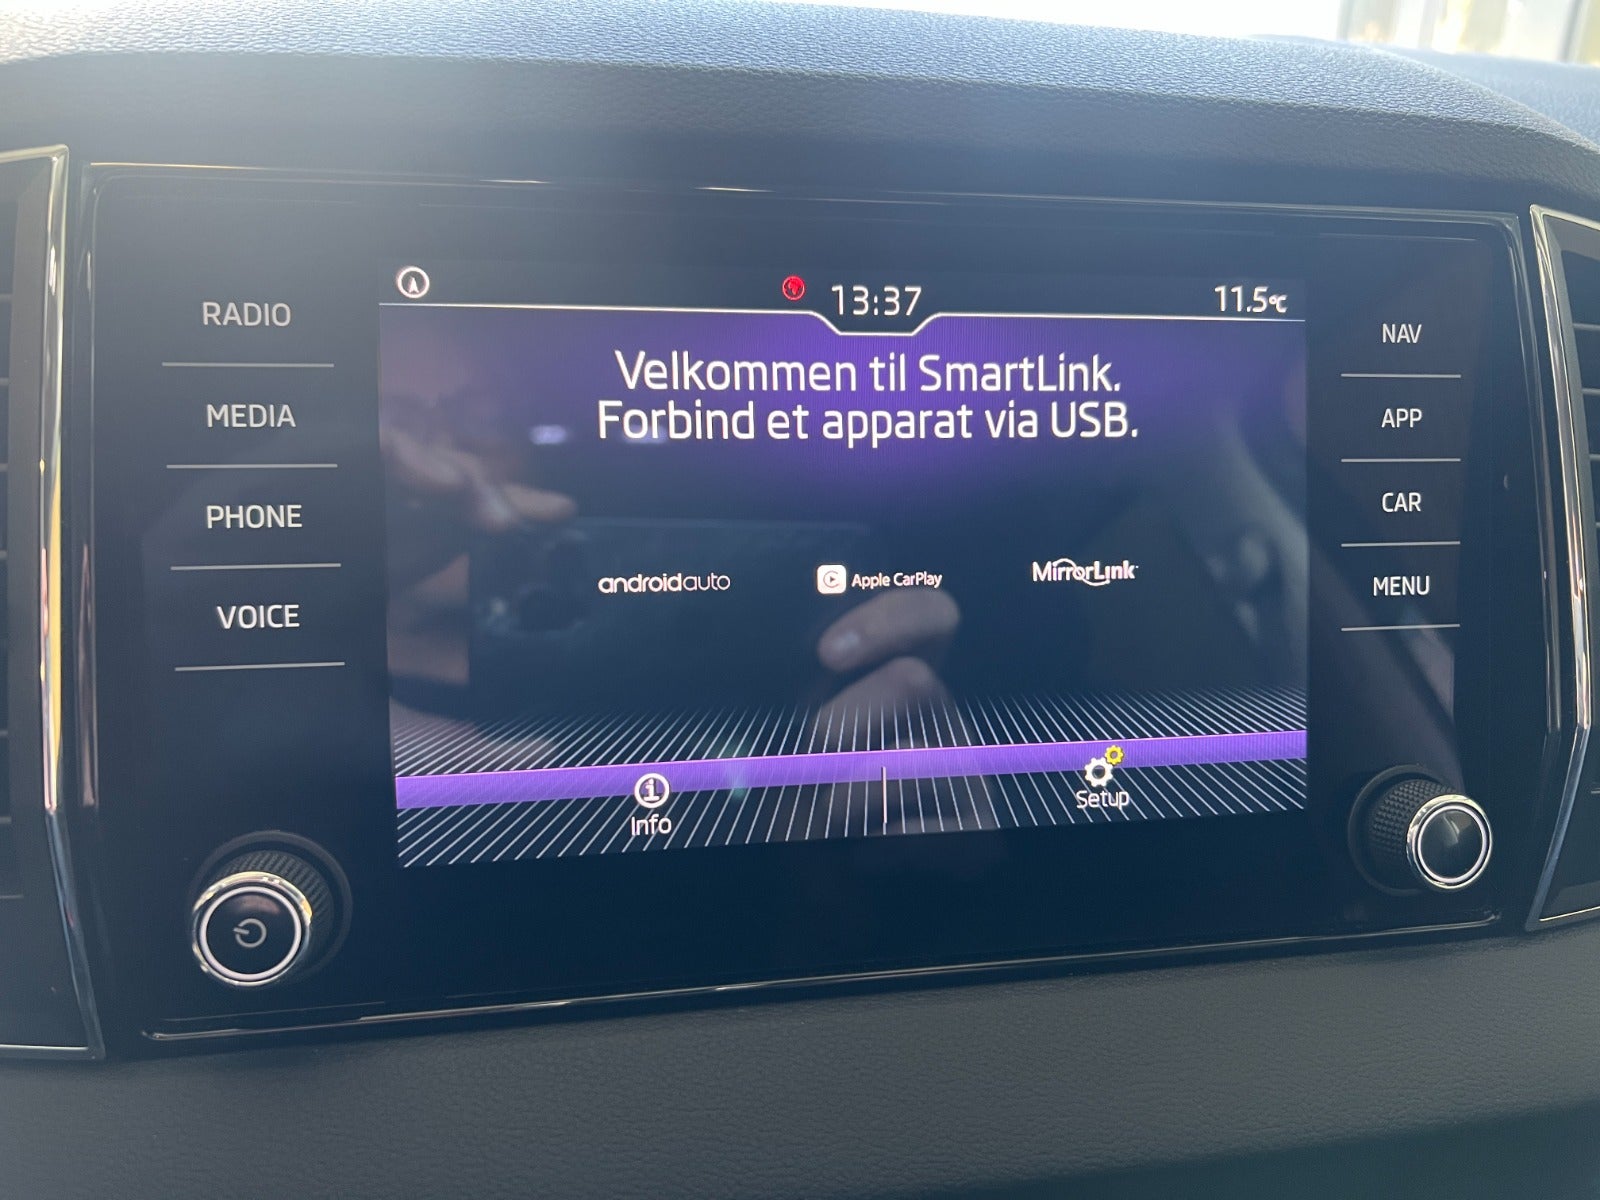 13:37
11.5°C
RADIO
MEDIA
PHONE
VOICE
Velkommen til SmartLink.
Forbind et apparat via USB.
androidauto
Apple CarPlay
MirrorLink
Info
Setup
NAV
APP
CAR
MENU